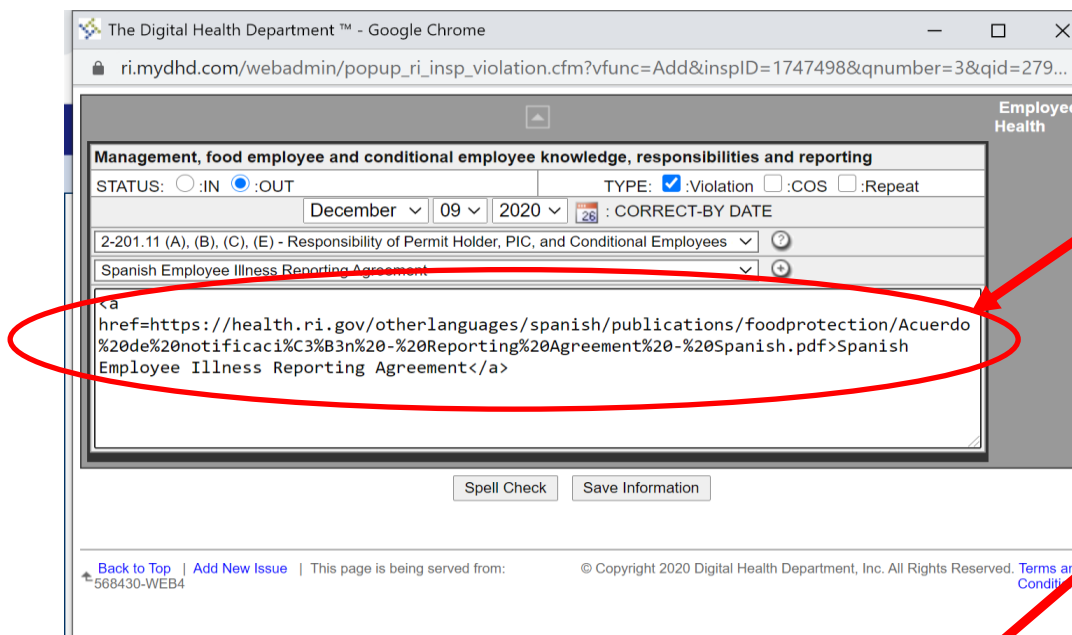 The Digital Health Department ™ - Google Chrome
ri.mydhd.com/webadmin/popup_ri_insp_violation.cfm?vfunc=Add&inspID=1747498&qnumber=3&qid=279...
Employee
Health
Management, food employee and conditional employee knowledge, responsibilities and reporting
STATUS: :IN :OUT TYPE: :Violation :COS :Repeat
December 09 2020 26 : CORRECT-BY DATE
2-201.11 (A), (B), (C), (E) - Responsibility of Permit Holder, PIC, and Conditional Employees ?
Spanish Employee Illness Reporting Agreement
<a
href=https://health.ri.gov/otherlanguages/spanish/publications/foodprotection/Acuerdo
%20de%20notificaci%C3%B3n%20-%20Reporting%20Agreement%20-%20Spanish.pdf>Spanish
Employee Illness Reporting Agreement</a>
Spell Check Save Information
Back to Top | Add New Issue | This page is being served from: © Copyright 2020 Digital Health Department, Inc. All Rights Reserved. Terms
568430-WEB4